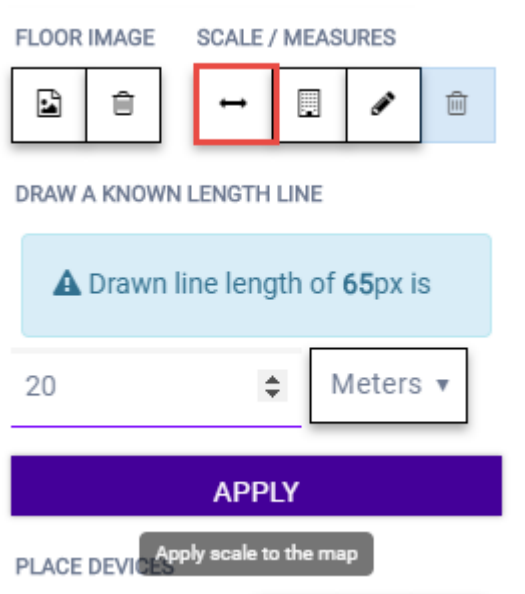 FLOOR IMAGE SCALE / MEASURES
DRAW A KNOWN LENGTH LINE
Drawn line length of 65px is
20 Meters
APPLY
Apply scale to the map
PLACE DEVICES